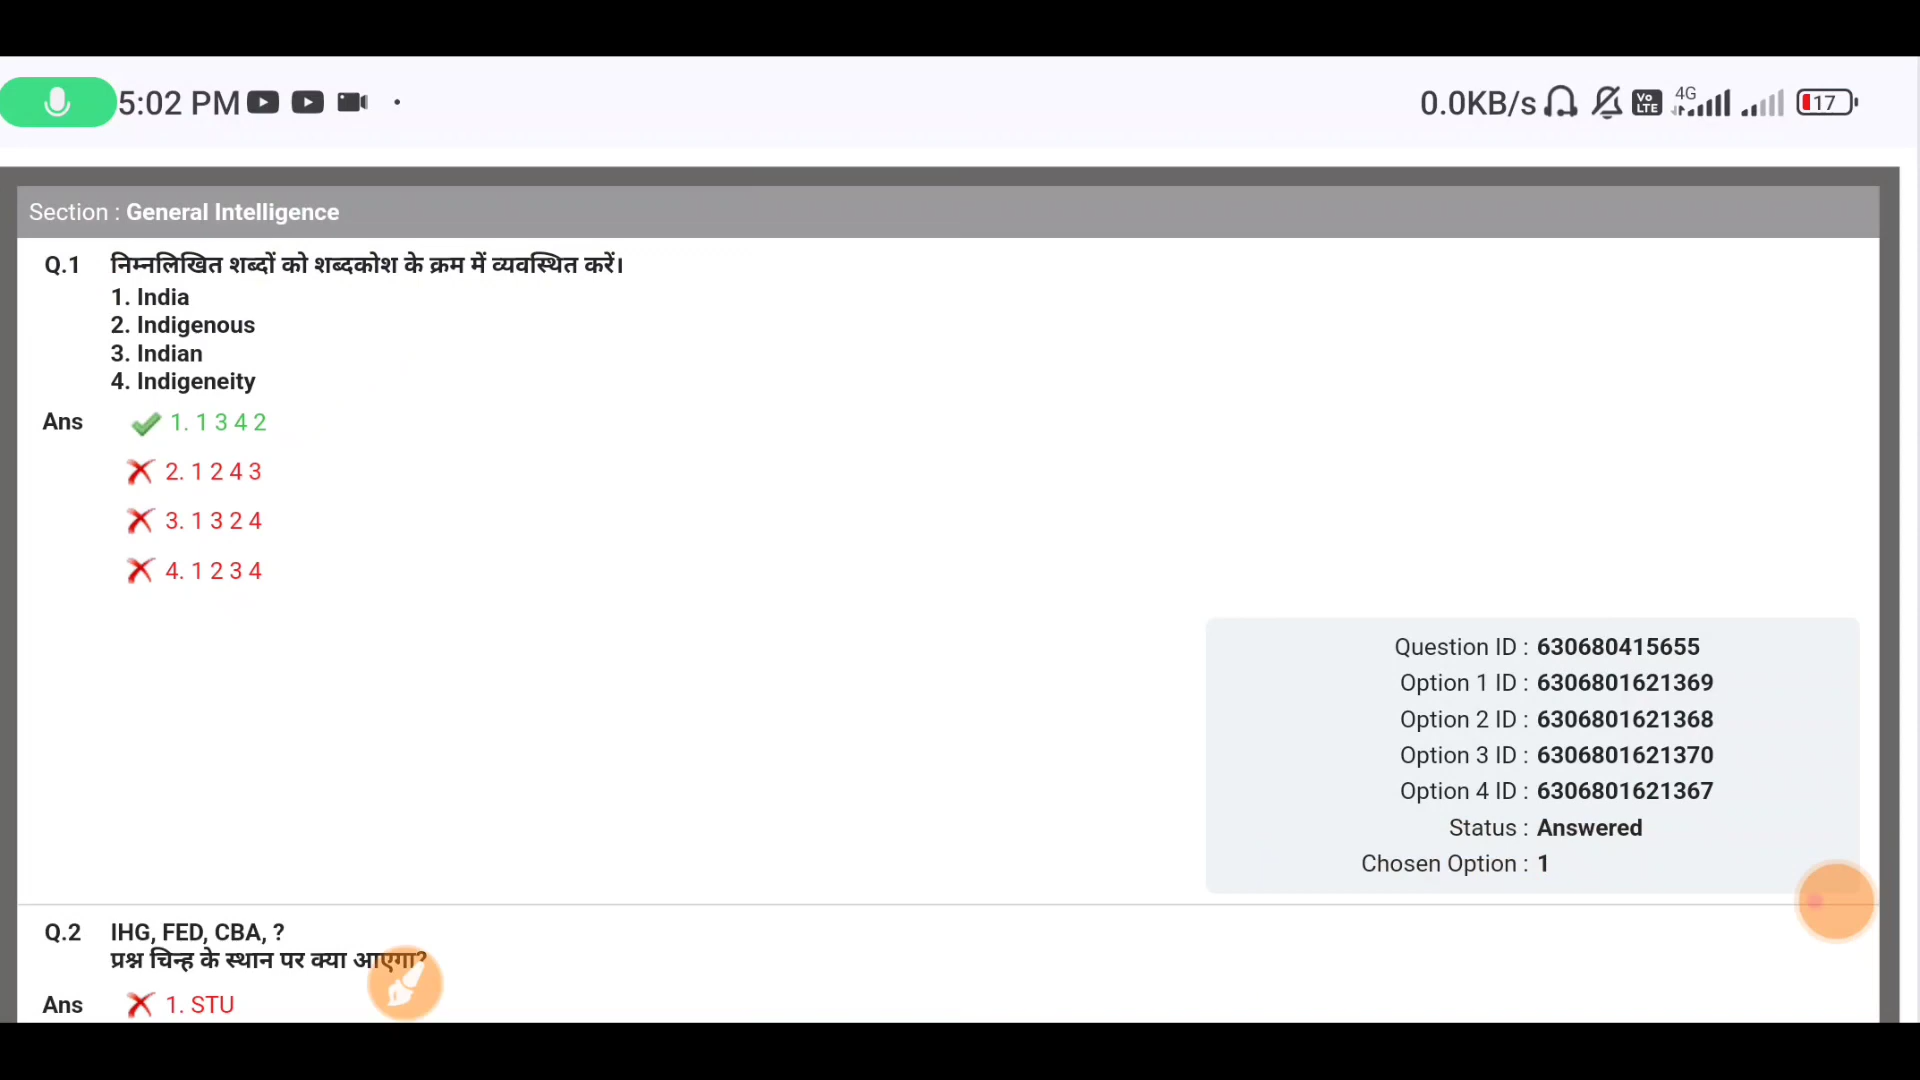 5:02 PM
0.0KB/s
Vo LTE
4G
17
Section : General Intelligence
Q.1 निम्नलिखित शब्दों को शब्दकोश के क्रम में व्यवस्थित करें।
1. India
2. Indigenous
3. Indian
4. Indigeneity
Ans 1. 1 3 4 2
2. 1 2 4 3
3. 1 3 2 4
4. 1 2 3 4
Question ID : 630680415655
Option 1 ID : 6306801621369
Option 2 ID : 6306801621368
Option 3 ID : 6306801621370
Option 4 ID : 6306801621367
Status : Answered
Chosen Option : 1
Q.2 IHG, FED, CBA, ?
प्रश्न चिन्ह के स्थान पर क्या आएगा?
Ans 1. STU